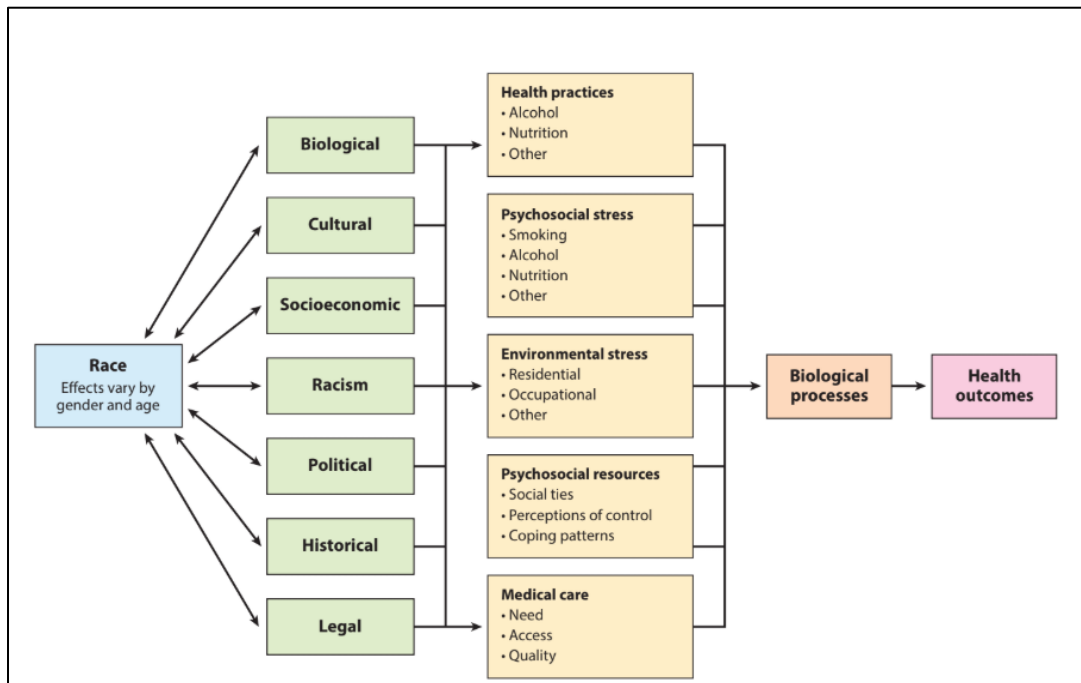 Race
Effects vary by
gender and age
Biological
Cultural
Socioeconomic
Racism
Political
Historical
Legal
Health practices
• Alcohol
• Nutrition
• Other
Psychosocial stress
• Smoking
• Alcohol
• Nutrition
• Other
Environmental stress
• Residential
• Occupational
• Other
Psychosocial resources
• Social ties
• Perceptions of control
• Coping patterns
Medical care
• Need
• Access
• Quality
Biological
processes
Health
outcomes